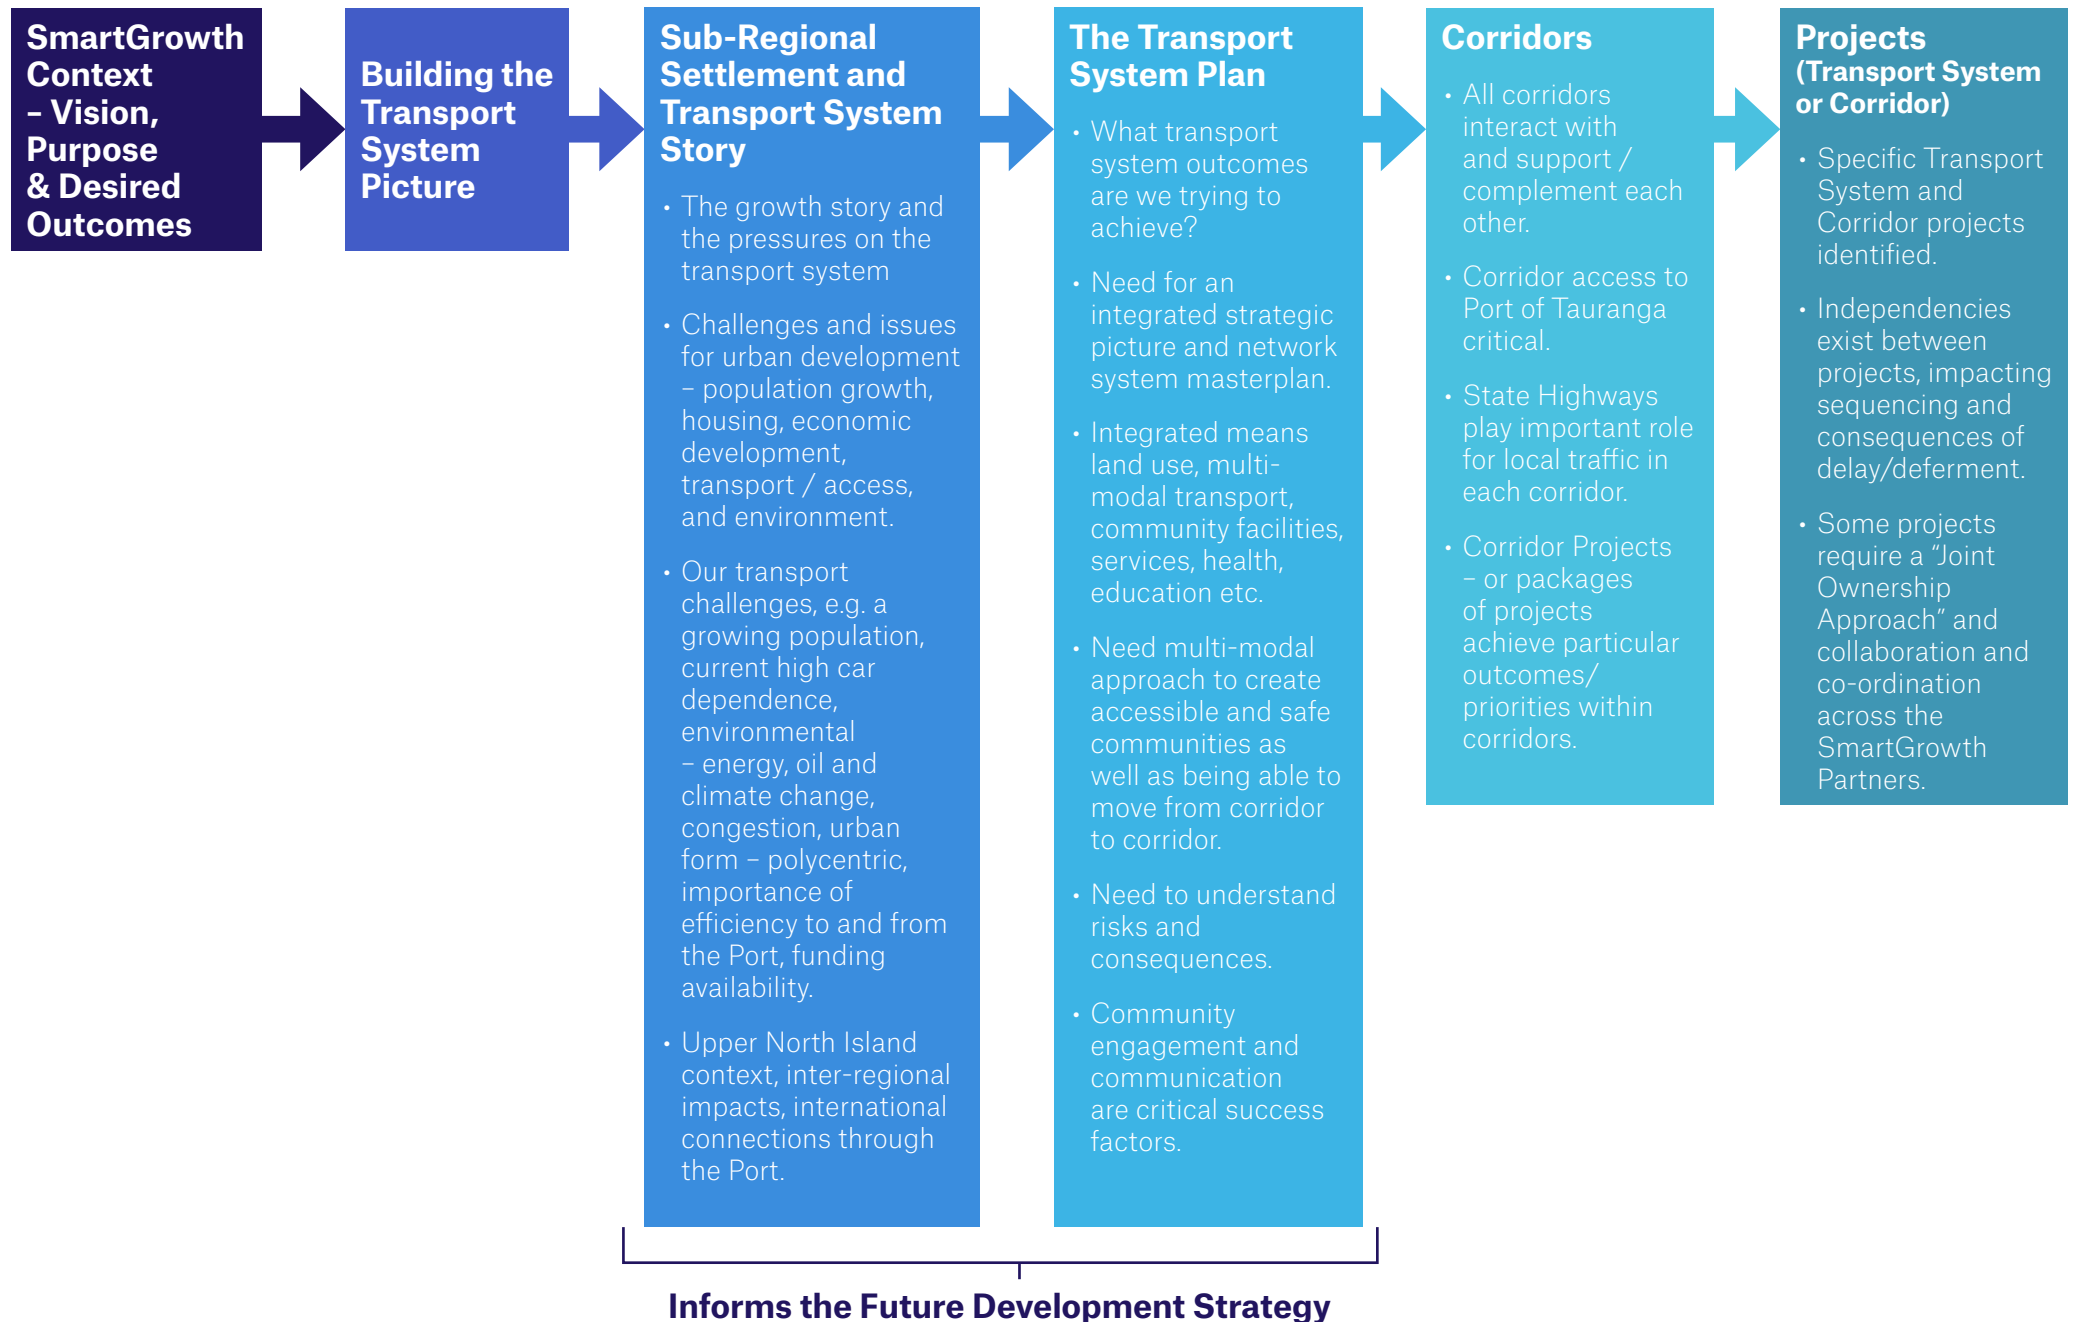 SmartGrowth
Context
– Vision,
Purpose
& Desired
Outcomes
Building the
Transport
System
Picture
Sub-Regional
Settlement and
Transport System
Story
• The growth story and
the pressures on the
transport system
• Challenges and issues
for urban development
– population growth,
housing, economic
development,
transport / access,
and environment.
• Our transport
challenges, e.g. a
growing population,
current high car
dependence,
environmental
– energy, oil and
climate change,
congestion, urban
form – polycentric,
importance of
efficiency to and from
the Port, funding
availability.
• Upper North Island
context, inter-regional
impacts, international
connections through
the Port.
The Transport
System Plan
• What transport
system outcomes
are we trying to
achieve?
• Need for an
integrated strategic
picture and network
system masterplan.
• Integrated means
land use, multi-
modal transport,
community facilities,
services, health,
education etc.
• Need multi-modal
approach to create
accessible and safe
communities as
well as being able to
move from corridor
to corridor.
• Need to understand
risks and
consequences.
• Community
engagement and
communication
are critical success
factors.
Corridors
• All corridors
interact with
and support /
complement each
other.
• Corridor access to
Port of Tauranga
critical.
• State Highways
play important role
for local traffic in
each corridor.
• Corridor Projects
– or packages
of projects
achieve particular
outcomes/
priorities within
corridors.
Projects
(Transport System
or Corridor)
• Specific Transport
System and
Corridor projects
identified.
• Independencies
exist between
projects, impacting
sequencing and
consequences of
delay/deferment.
• Some projects
require a “Joint
Ownership
Approach” and
collaboration and
co-ordination
across the
SmartGrowth
Partners.
Informs the Future Development Strategy